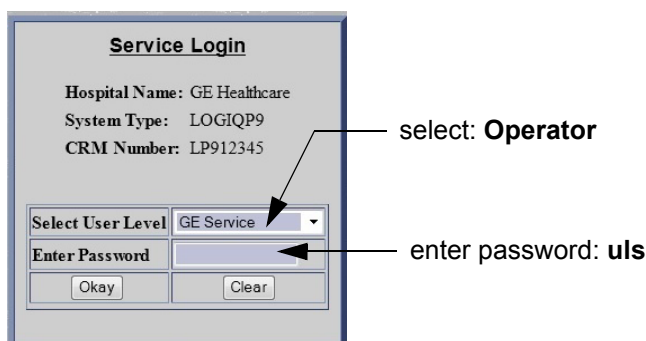 Service Login
Hospital Name: GE Healthcare
System Type: LOGIQP9
CRM Number: LP912345
select: Operator
Select User Level GE Service
Enter Password
enter password: uls
Okay Clear